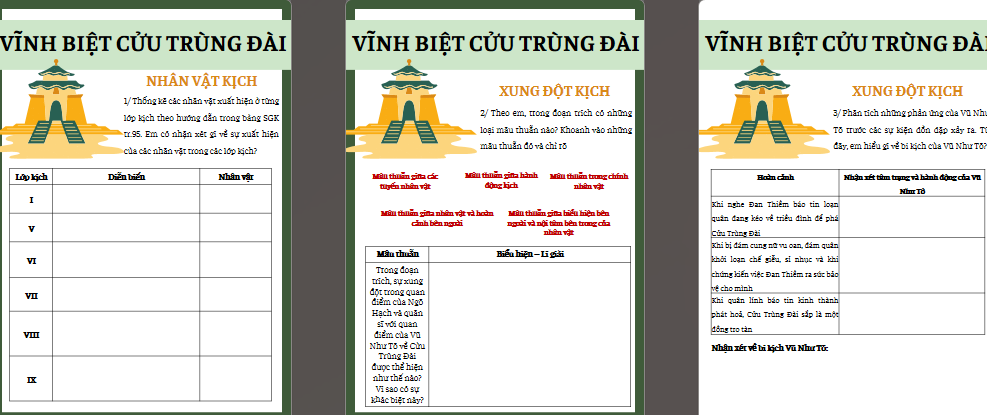 VĨNH BIỆT CỬU TRÙNG ĐÀI
NHÂN VẬT KỊCH
1/ Thống kê các nhân vật xuất hiện ở từng
lớp kịch theo hướng dẫn trong bảng SGK
tr.95. Em có nhận xét gì về sự xuất hiện
của các nhân vật trong các lớp kịch?
Lớp kịch Diễn biến Nhân vật
I
V
VI
VII
VIII
IX
VĨNH BIỆT CỬU TRÙNG ĐÀI
XUNG ĐỘT KỊCH
2/ Theo em, trong đoạn trích có những
loại mâu thuẫn nào? Khoanh vào những
mâu thuẫn đó và chỉ rõ
Mâu thuẫn giữa các
tuyến nhân vật
Mâu thuẫn giữa hành
động kịch
Mâu thuẫn trong chính
nhân vật
Mâu thuẫn giữa nhân vật và hoàn
cảnh bên ngoài
Mâu thuẫn giữa biểu hiện bên
ngoài và nội tâm bên trong của
nhân vật
Mâu thuẫn Biểu hiện – Lí giải
Trong đoạn
trích, sự xung
đột trong quan
điểm của Ngô
Hạch và quân
sĩ với quan
điểm của Vũ
Như Tô về Cửu
Trùng Đài
được thể hiện
như thế nào?
Vì sao có sự
khác biệt này?
VĨNH BIỆT CỬU TRÙNG ĐÀI
XUNG ĐỘT KỊCH
3/ Phân tích những phản ứng của Vũ Như
Tô trước các sự kiện dồn dập xảy ra. Từ
đây, em hiểu gì về bi kịch của Vũ Như Tô?
Hoàn cảnh Nhận xét tâm trạng và hành động của Vũ
Như Tô
Khi nghe Đan Thiềm báo tin loạn
quân đang kéo về triều đình để phá
Cửu Trùng Đài
Khi bị đám cung nữ vu oan, đám quân
khởi loạn chế giễu, sỉ nhục và khi
chứng kiến việc Đan Thiềm ra sức bảo
vệ cho mình
Khi quân lính báo tin kinh thành
phát hoả, Cửu Trùng Đài sắp là một
đống tro tàn
Nhận xét về bi kịch Vũ Như Tô: